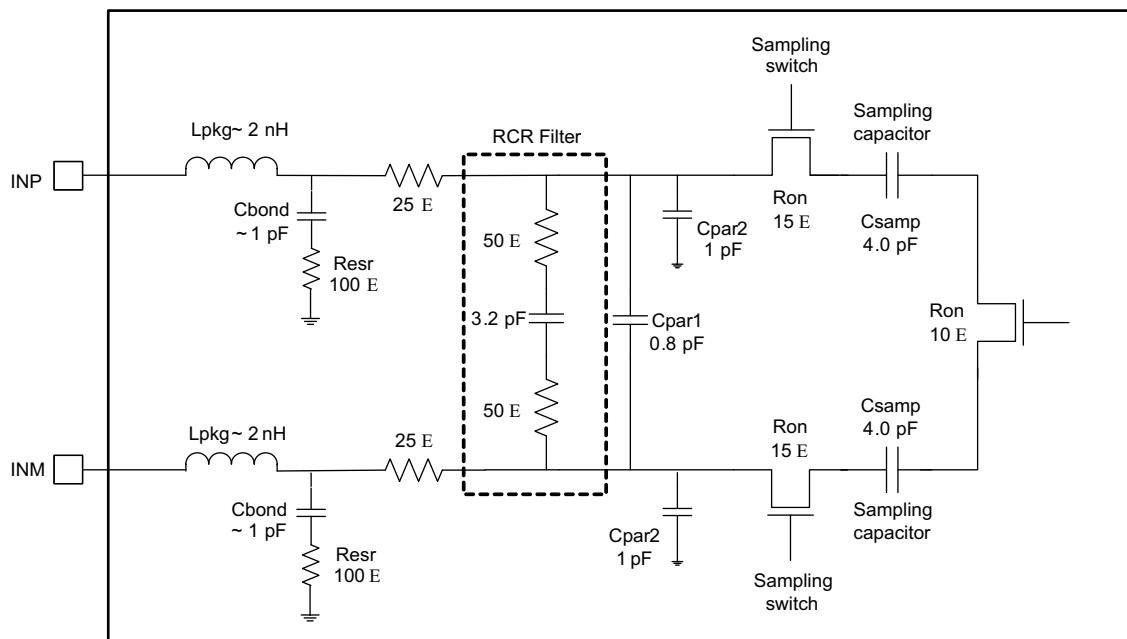 Sampling
switch
Sampling
capacitor
Lpkg~ 2 nH
RCR Filter
INP
25 E
Cbond
~ 1 pF
50 E
Cpar2
1 pF
Ron
15 E
Csamp
4.0 pF
Resr
100 E
3.2 pF
Cpar1
0.8 pF
Ron
10 E
50 E
Csamp
4.0 pF
Lpkg~ 2 nH
25 E
Ron
15 E
INM
Cbond
~ 1 pF
Cpar2
1 pF
Sampling
capacitor
Resr
100 E
Sampling
switch